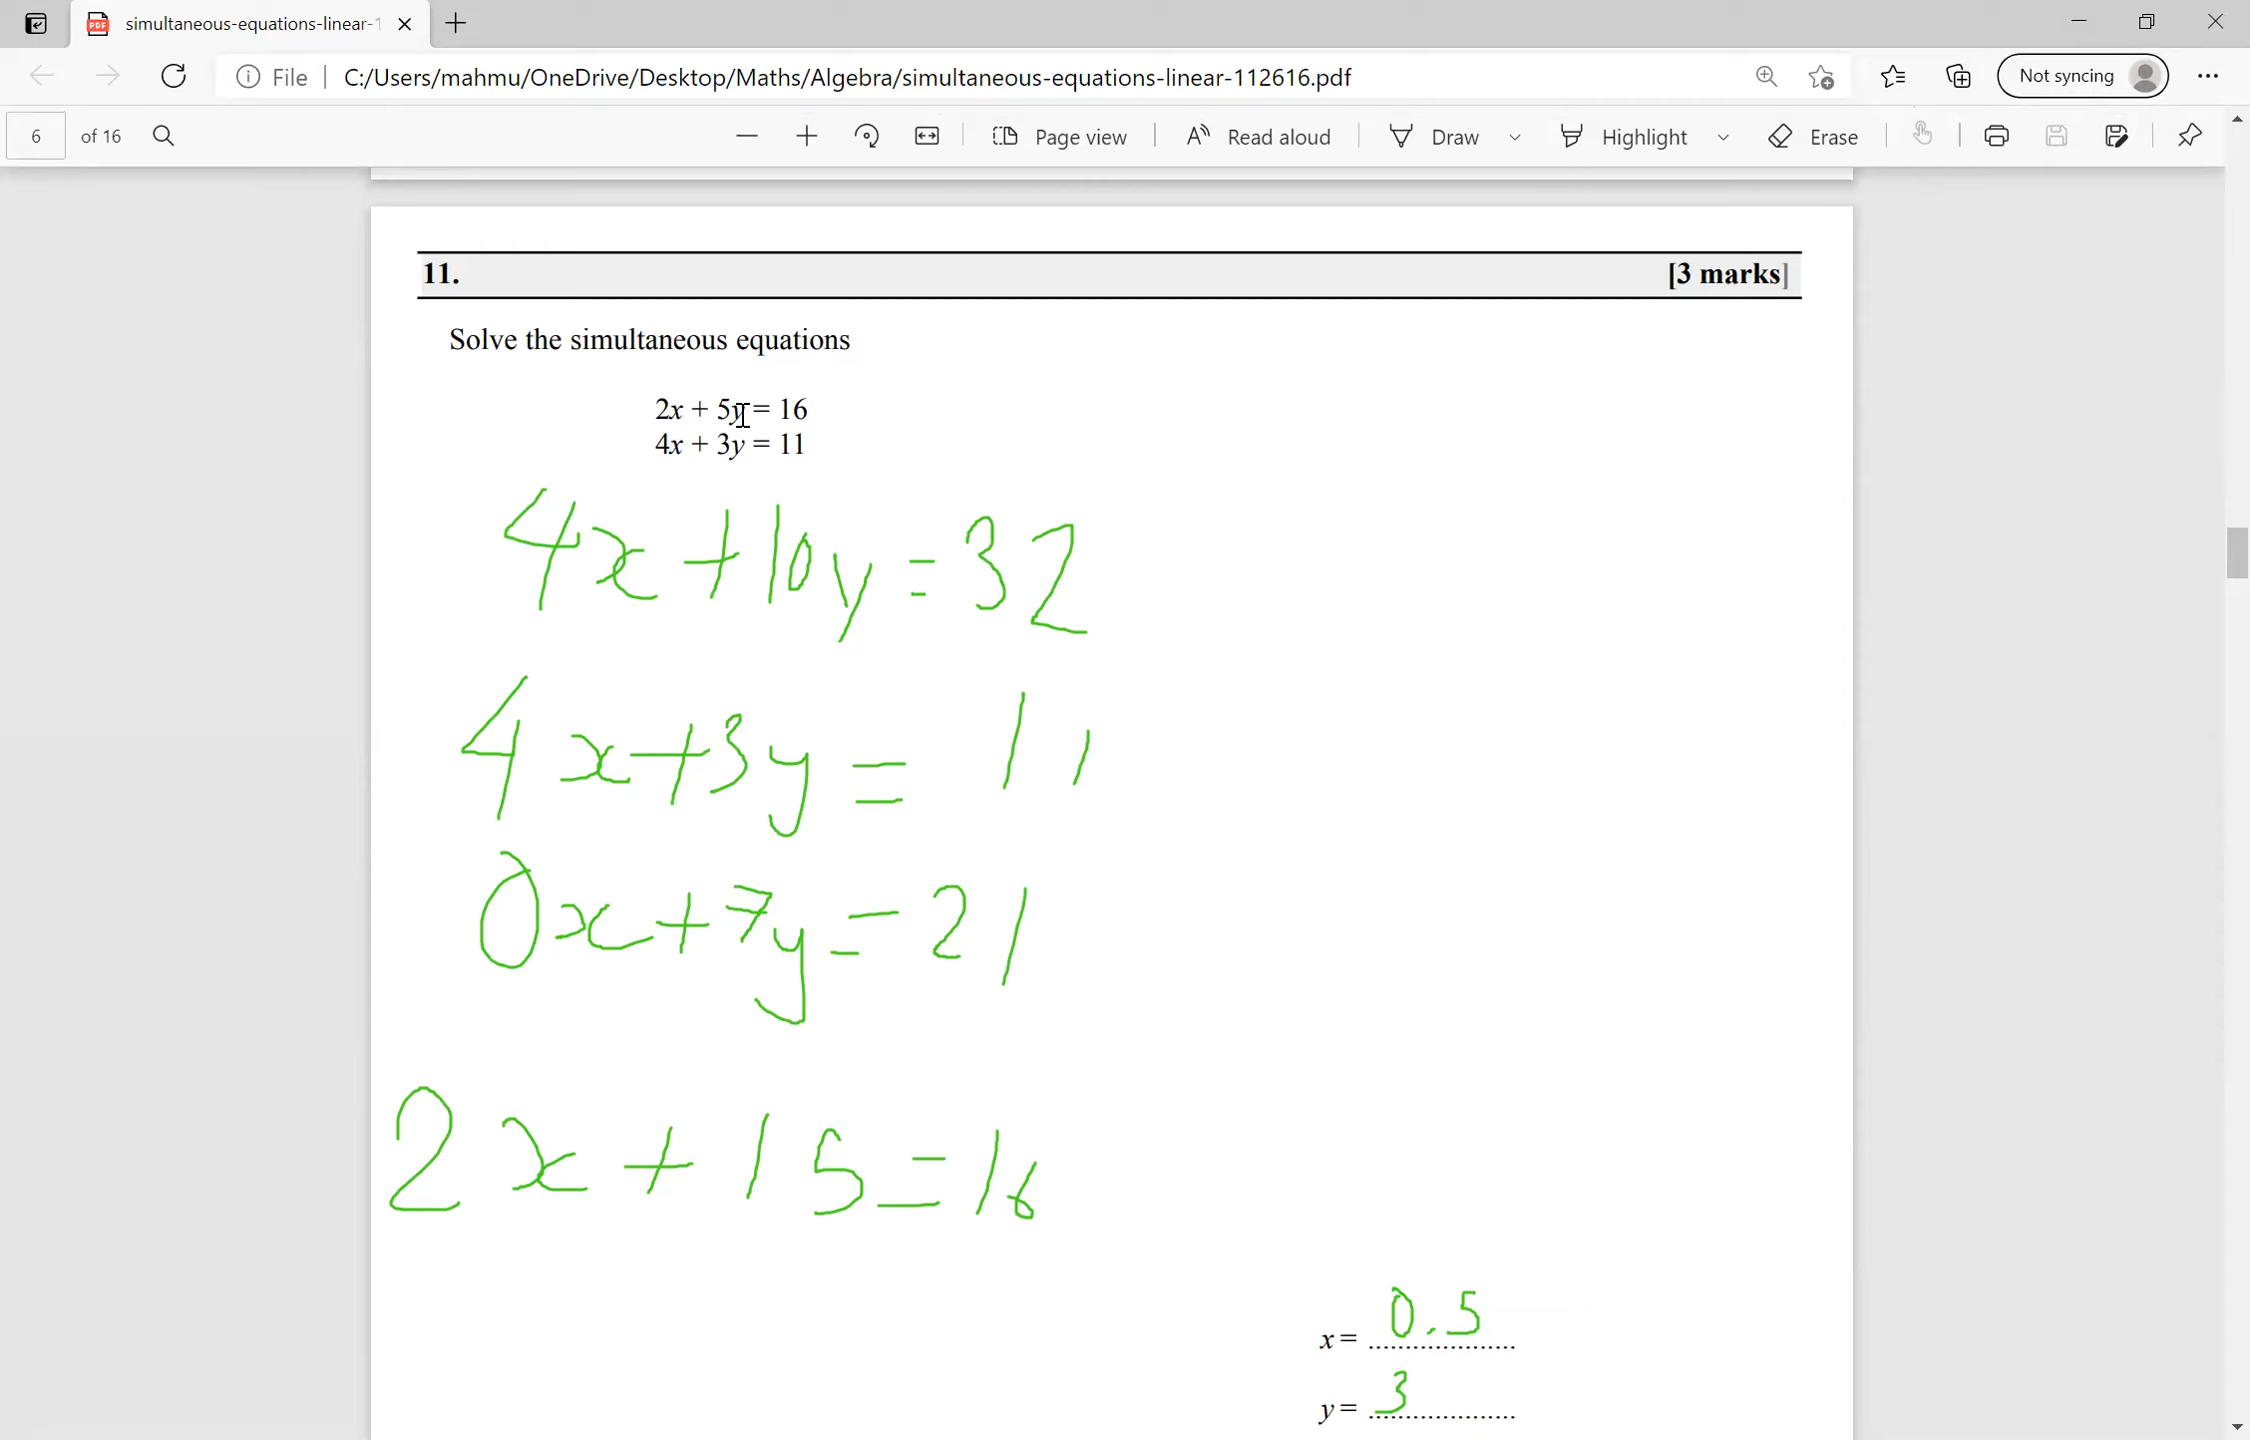 simultaneous-equations-linear-1
File
C:/Users/mahmu/OneDrive/Desktop/Maths/Algebra/simultaneous-equations-linear-112616.pdf
Not syncing
6 of 16
Page view
Read aloud
Draw
Highlight
Erase
11. [3 marks]
Solve the simultaneous equations
2x + 5y = 16
4x + 3y = 11
4x + 10y = 32
4x + 3y = 11
0x + 7y = 21
2x + 15 = 16
x = 0.5
y = 3